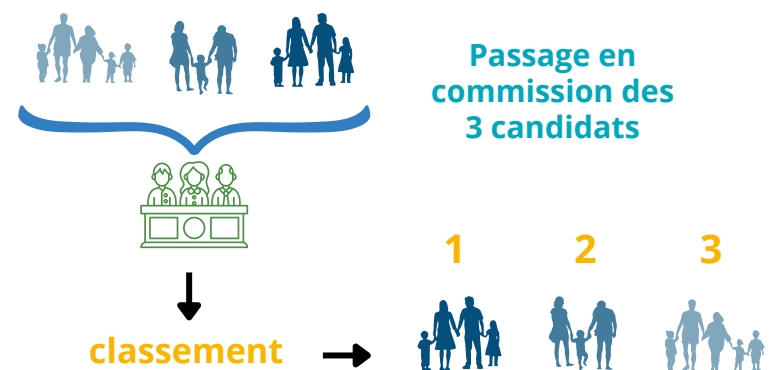 Passage en
commission des
3 candidats
1 2 3
classement